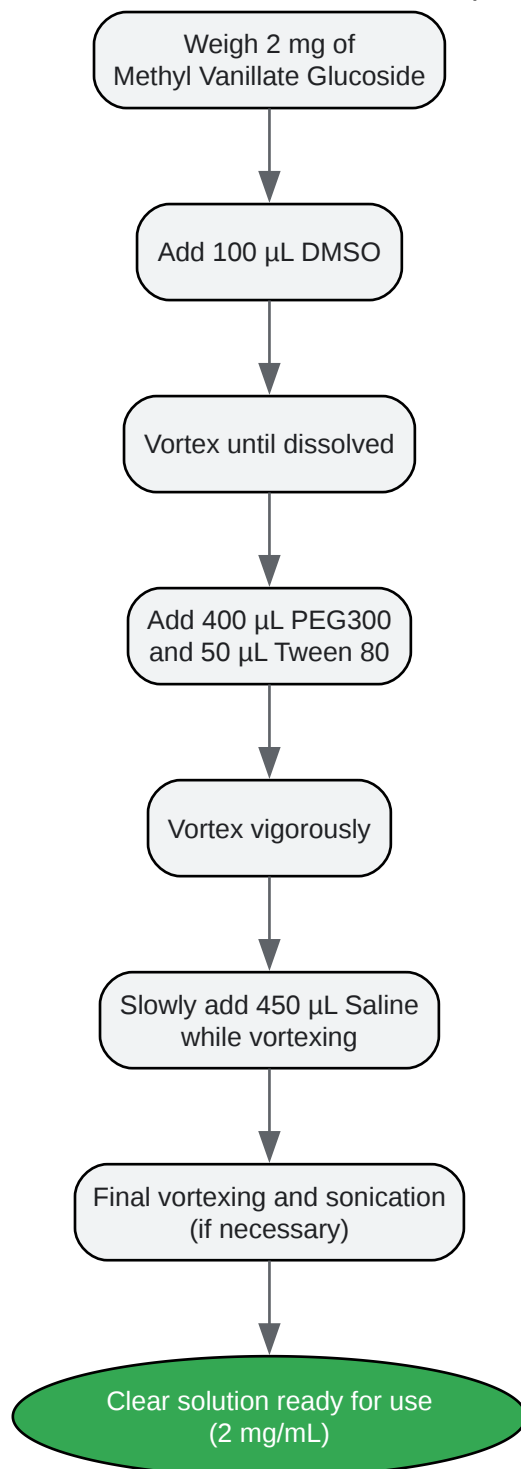 Weigh 2 mg of
Methyl Vanillate Glucoside
Add 100 µL DMSO
Vortex until dissolved
Add 400 µL PEG300
and 50 µL Tween 80
Vortex vigorously
Slowly add 450 µL Saline
while vortexing
Final vortexing and sonication
(if necessary)
Clear solution ready for use
(2 mg/mL)